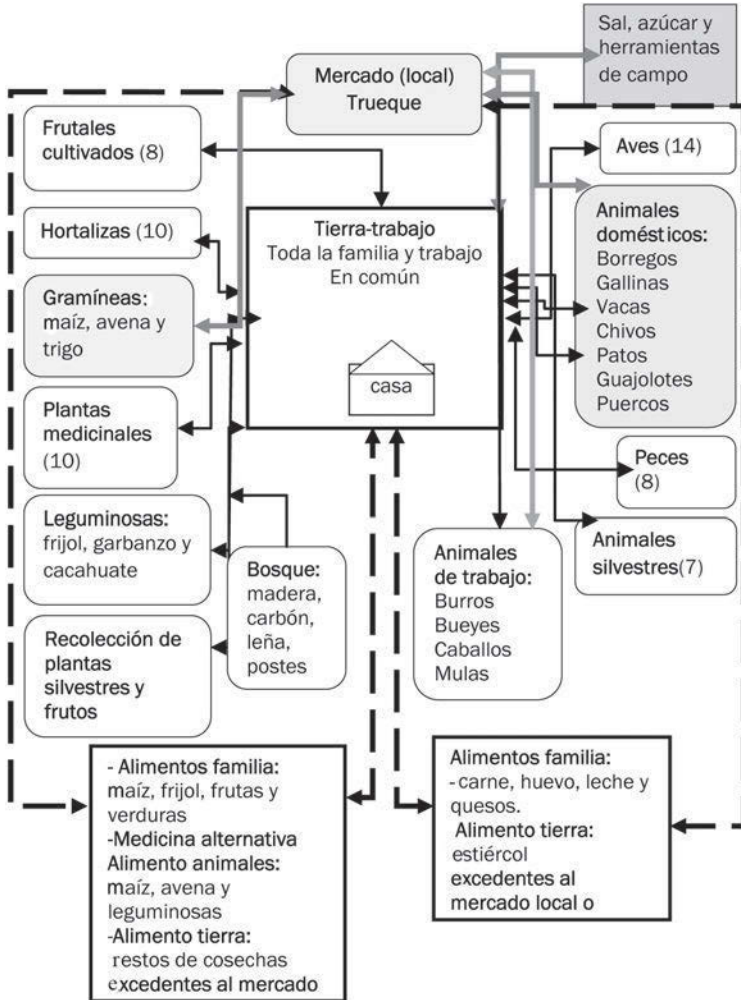 Sal, azúcar y
herramientas
de campo
Mercado (local)
Trueque
Frutales
cultivados (8)
Aves (14)
Hortalizas (10)
Tierra-trabajo
Toda la familia y trabajo
En común
casa
Animales
domésticos:
Borregos
Gallinas
Vacas
Chivos
Patos
Guajolotes
Puercos
Gramíneas:
maíz, avena y
trigo
Plantas
medicinales
(10)
Peces
(8)
Leguminosas:
frijol, garbanzo y
cacahuate
Bosque:
madera,
carbón,
leña,
postes
Animales
de trabajo:
Burros
Bueyes
Caballos
Mulas
Animales
silvestres(7)
Recolección de
plantas
silvestres y
frutos
- Alimentos familia:
maíz, frijol, frutas y
verduras
-Medicina alternativa
Alimento animales:
maíz, avena y
leguminosas
-Alimento tierra:
restos de cosechas
excedentes al mercado
Alimentos familia:
-carne, huevo, leche y
quesos.
Alimento tierra:
estiércol
excedentes al
mercado local o